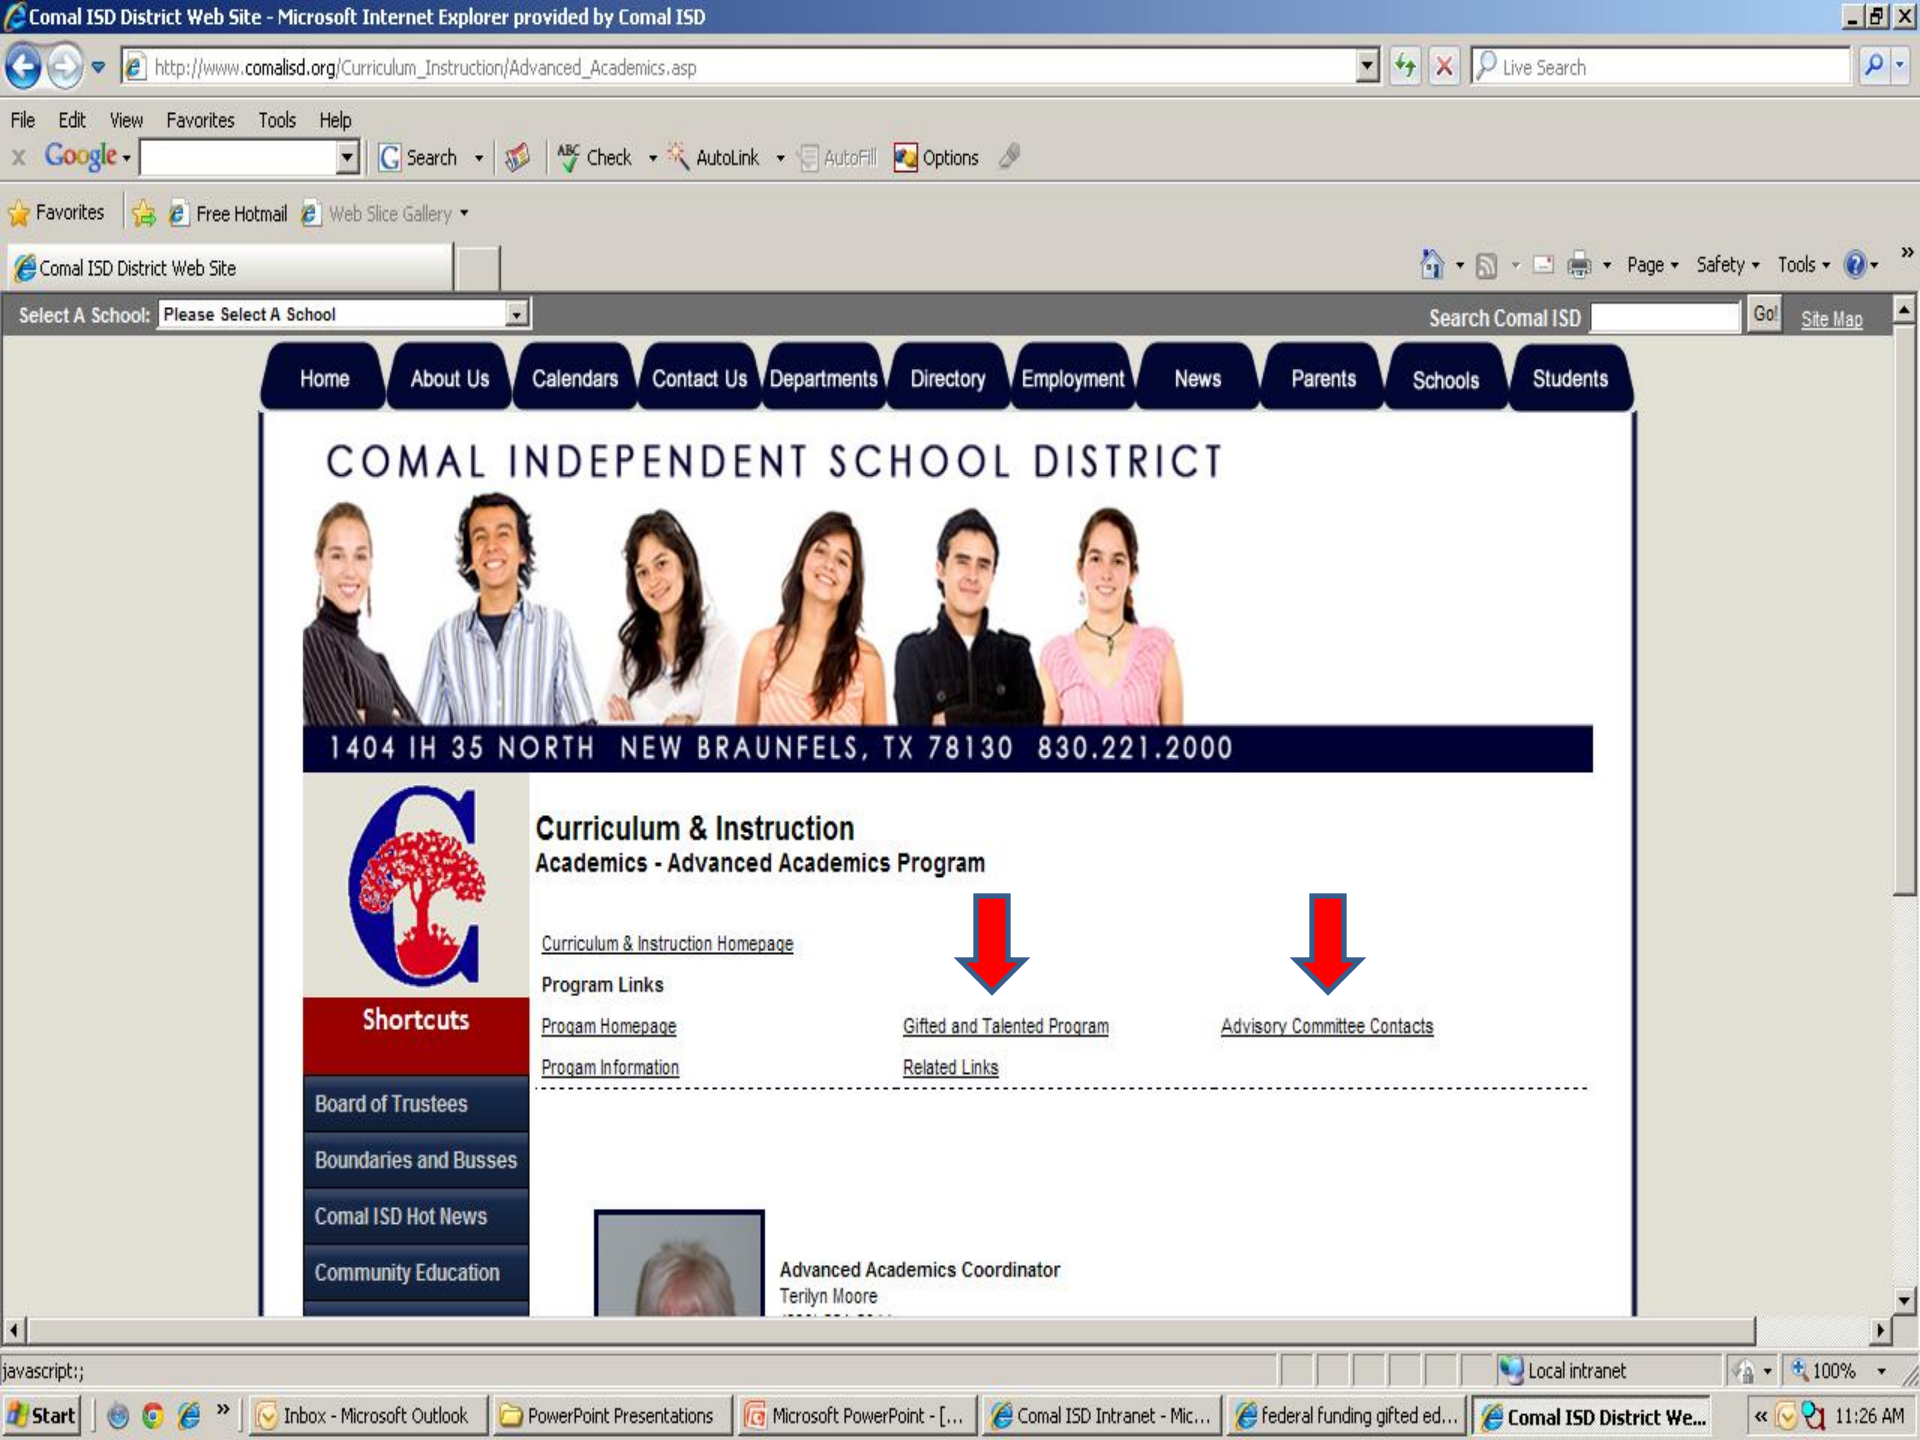 Comal ISD District Web Site - Microsoft Internet Explorer provided by Comal ISD
http://www.comalisd.org/Curriculum_Instruction/Advanced_Academics.asp
Live Search
File Edit View Favorites Tools Help
x Google Search ABC Check AutoLink AutoFill Options
Favorites Free Hotmail Web Slice Gallery
Comal ISD District Web Site
Page Safety Tools
Select A School: Please Select A School
Search Comal ISD Go! Site Map
Home About Us Calendars Contact Us Departments Directory Employment News Parents Schools Students
COMAL INDEPENDENT SCHOOL DISTRICT
1404 IH 35 NORTH NEW BRAUNFELS, TX 78130 830.221.2000
Curriculum & Instruction
Academics - Advanced Academics Program
Curriculum & Instruction Homepage
Program Links
Shortcuts
Progam Homepage Gifted and Talented Program Advisory Committee Contacts
Progam Information Related Links
Board of Trustees
Boundaries and Busses
Comal ISD Hot News
Community Education
Advanced Academics Coordinator
Terilyn Moore
javascript:;
Local intranet
100%
Start Inbox - Microsoft Outlook PowerPoint Presentations Microsoft PowerPoint - [... Comal ISD Intranet - Mic... federal funding gifted ed... Comal ISD District We... 11:26 AM